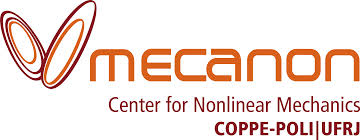 mecanon
Center for Nonlinear Mechanics
COPPE-POLI|UFRJ